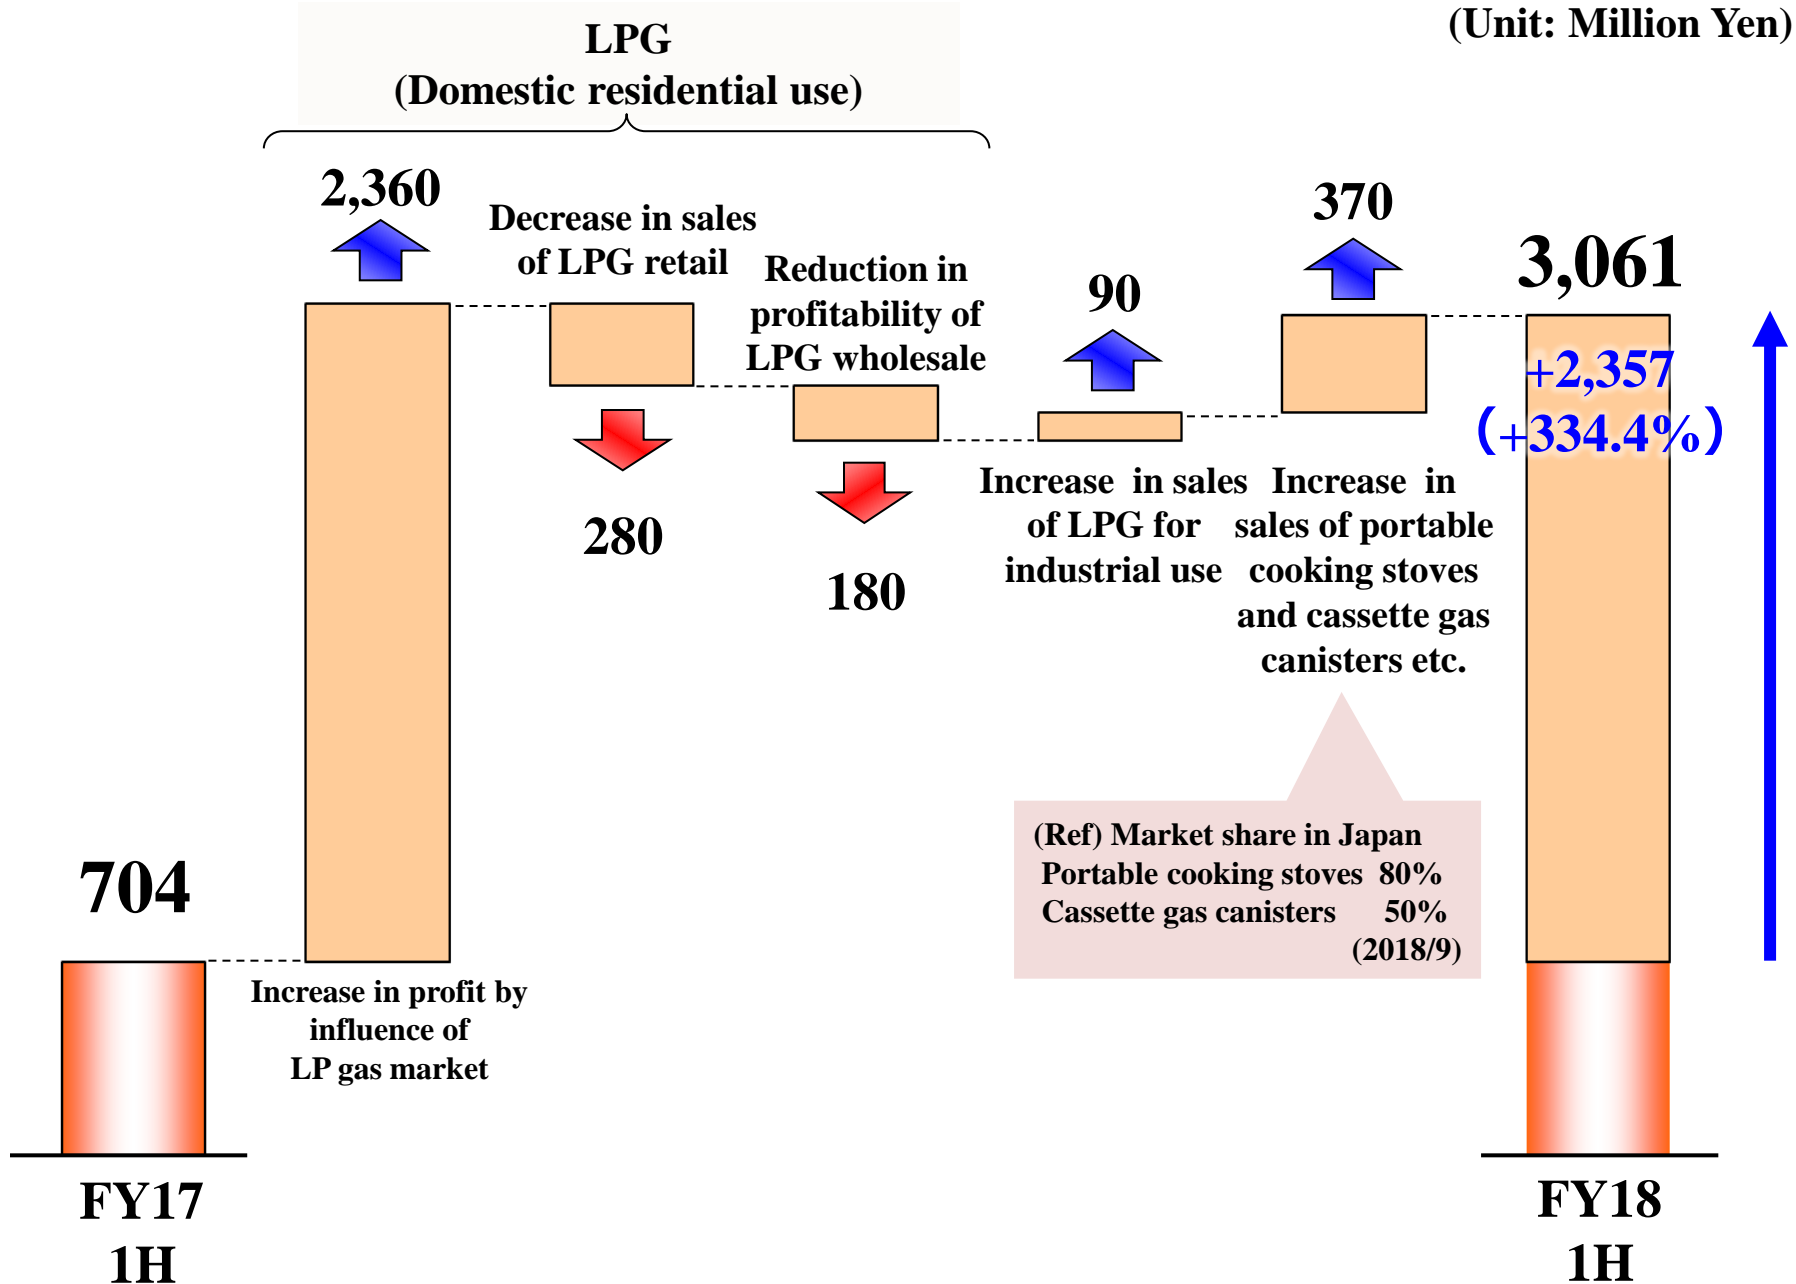 (Unit: Million Yen)
LPG
(Domestic residential use)
2,360
Decrease in sales
of LPG retail
Reduction in
profitability of
LPG wholesale
90
370
3,061
+2,357
(+334.4%)
280
180
Increase in sales
of LPG for
industrial use
Increase in
sales of portable
cooking stoves
and cassette gas
canisters etc.
(Ref) Market share in Japan
Portable cooking stoves 80%
Cassette gas canisters 50%
(2018/9)
704
Increase in profit by
influence of
LP gas market
FY17
1H
FY18
1H